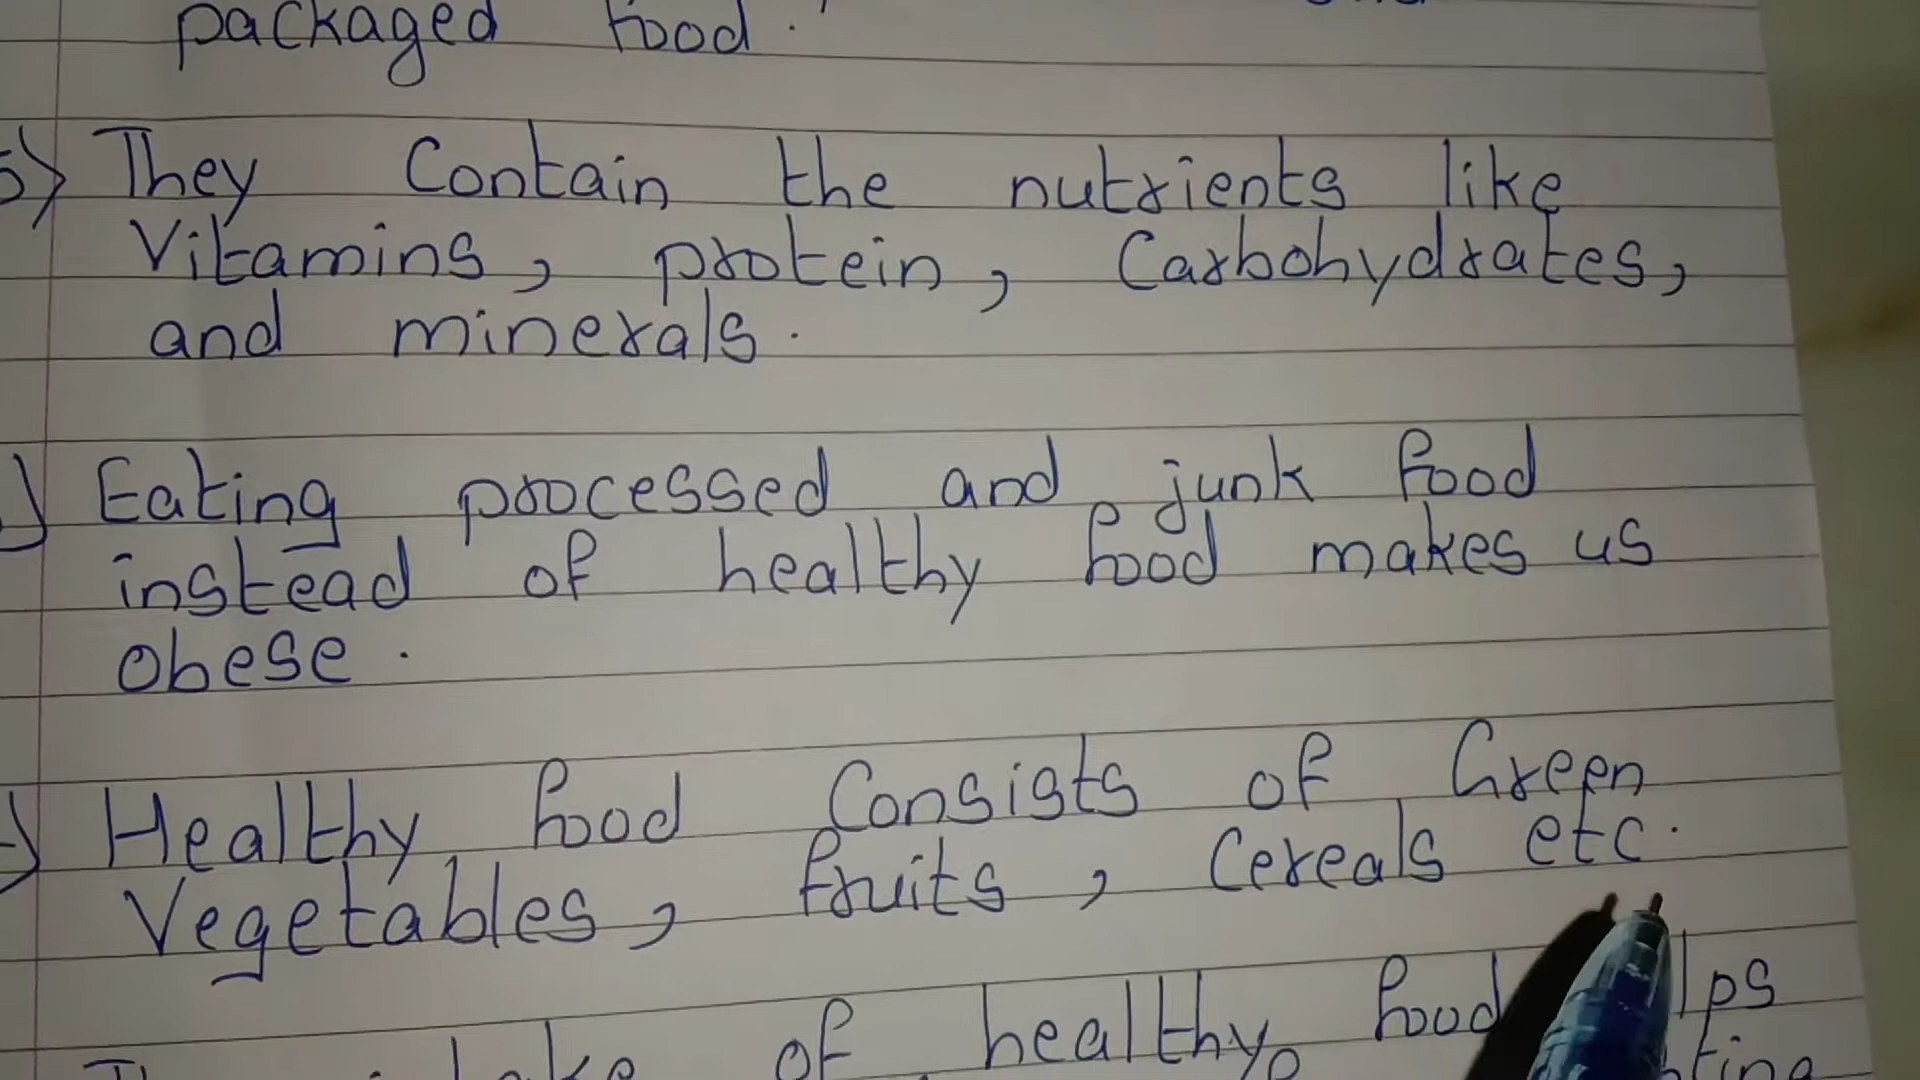 packaged food.
5) They Contain the nutrients like
Vitamins, protein, Carbohydrates,
and minerals.
) Eating processed and junk food
instead of healthy food makes us
obese.
) Healthy food Consists of Green
Vegetables, fruits, Cereals etc.
of healthy food